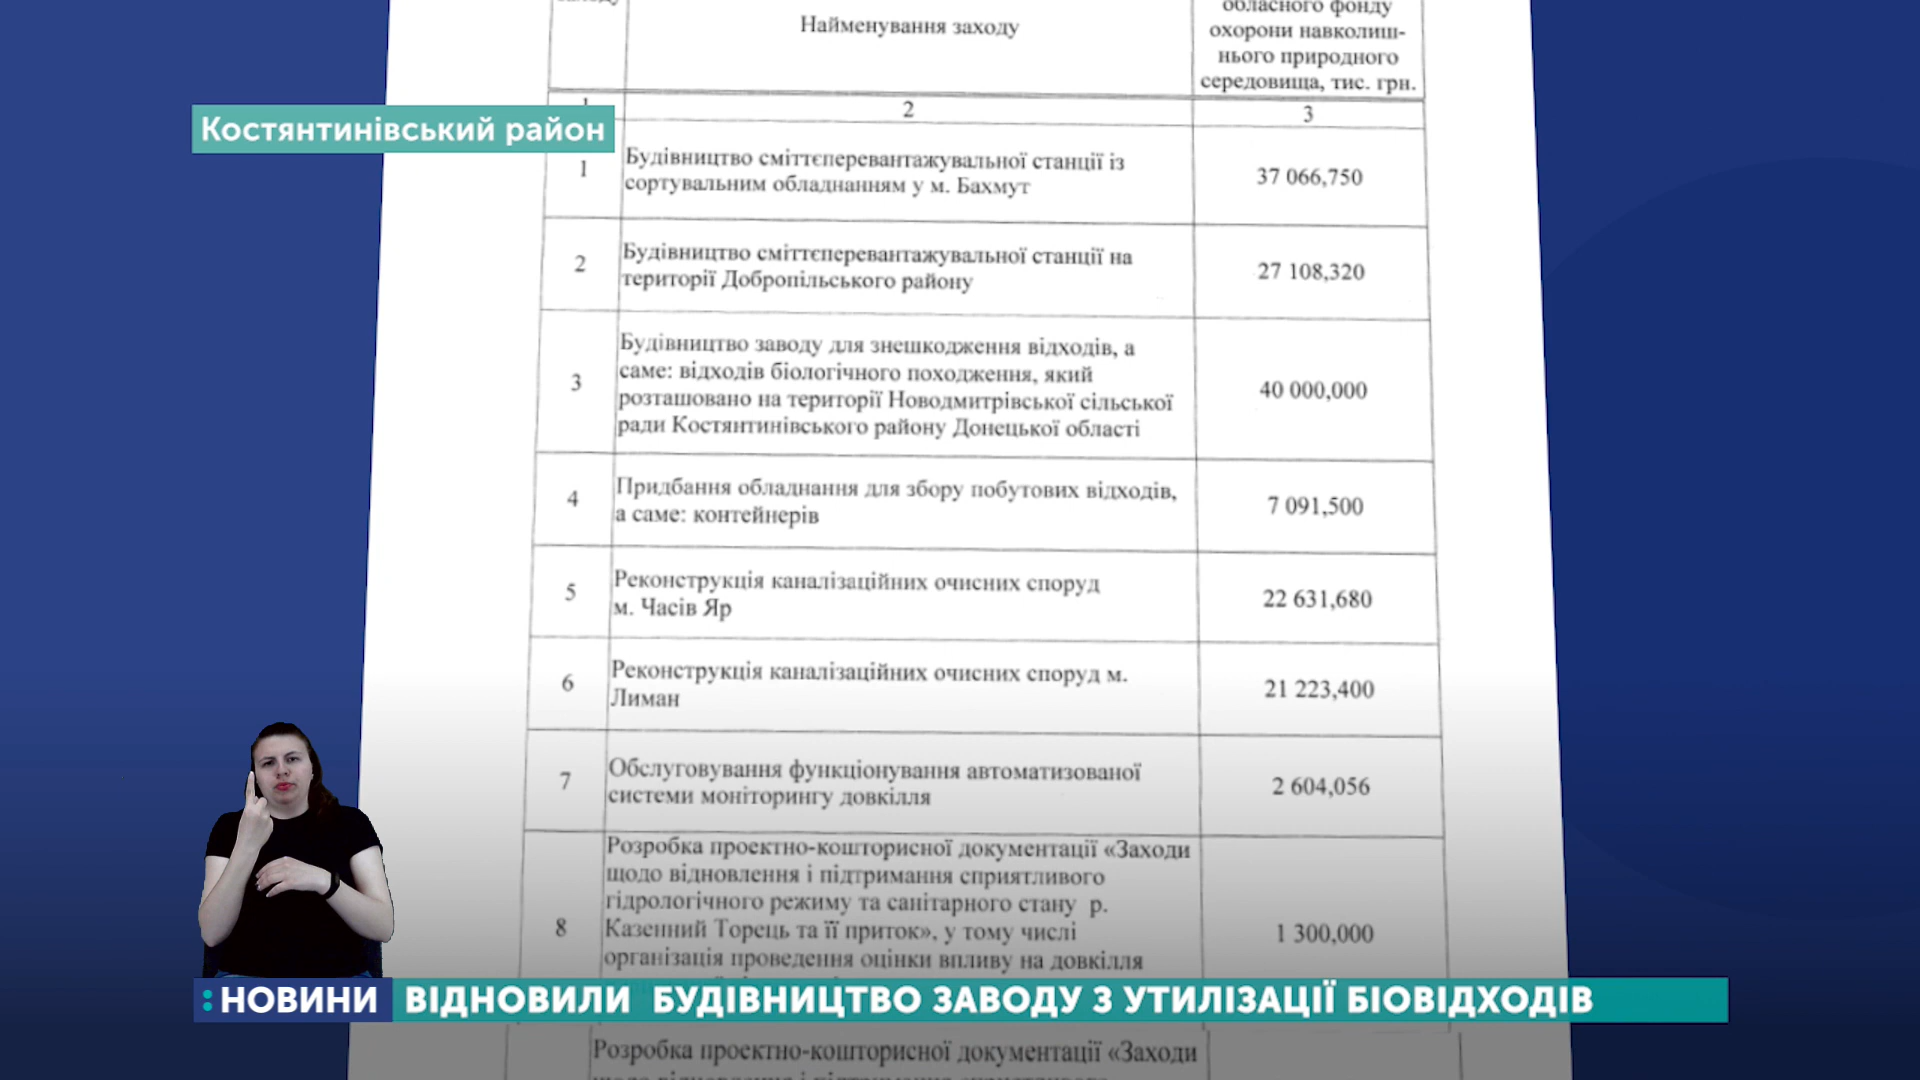 Найменування заходу
обласного фонду
охорони навколиш-
нього природного
середовища, тис. грн.
2
3
Костянтинівський район
1
Будівництво сміттєперевантажувальної станції із
сортувальним обладнанням у м. Бахмут
37 066,750
2
Будівництво сміттєперевантажувальної станції на
території Добропільського району
27 108,320
3
Будівництво заводу для знешкодження відходів, а
саме: відходів біологічного походження, який
розташовано на території Новодмитрівської сільської
ради Костянтинівського району Донецької області
40 000,000
4
Придбання обладнання для збору побутових відходів,
а саме: контейнерів
7 091,500
5
Реконструкція каналізаційних очисних споруд
м. Часів Яр
22 631,680
6
Реконструкція каналізаційних очисних споруд м.
Лиман
21 223,400
7
Обслуговування функціонування автоматизованої
системи моніторингу довкілля
2 604,056
8
Розробка проектно-кошторисної документації «Заходи
щодо відновлення і підтримання сприятливого
гідрологічного режиму та санітарного стану р.
Казенний Торець та її приток», у тому числі
організація проведення оцінки впливу на довкілля
1 300,000
НОВИНИ ВІДНОВИЛИ БУДІВНИЦТВО ЗАВОДУ З УТИЛІЗАЦІЇ БІОВІДХОДІВ
Розробка проектно-кошторисної документації «Заходи